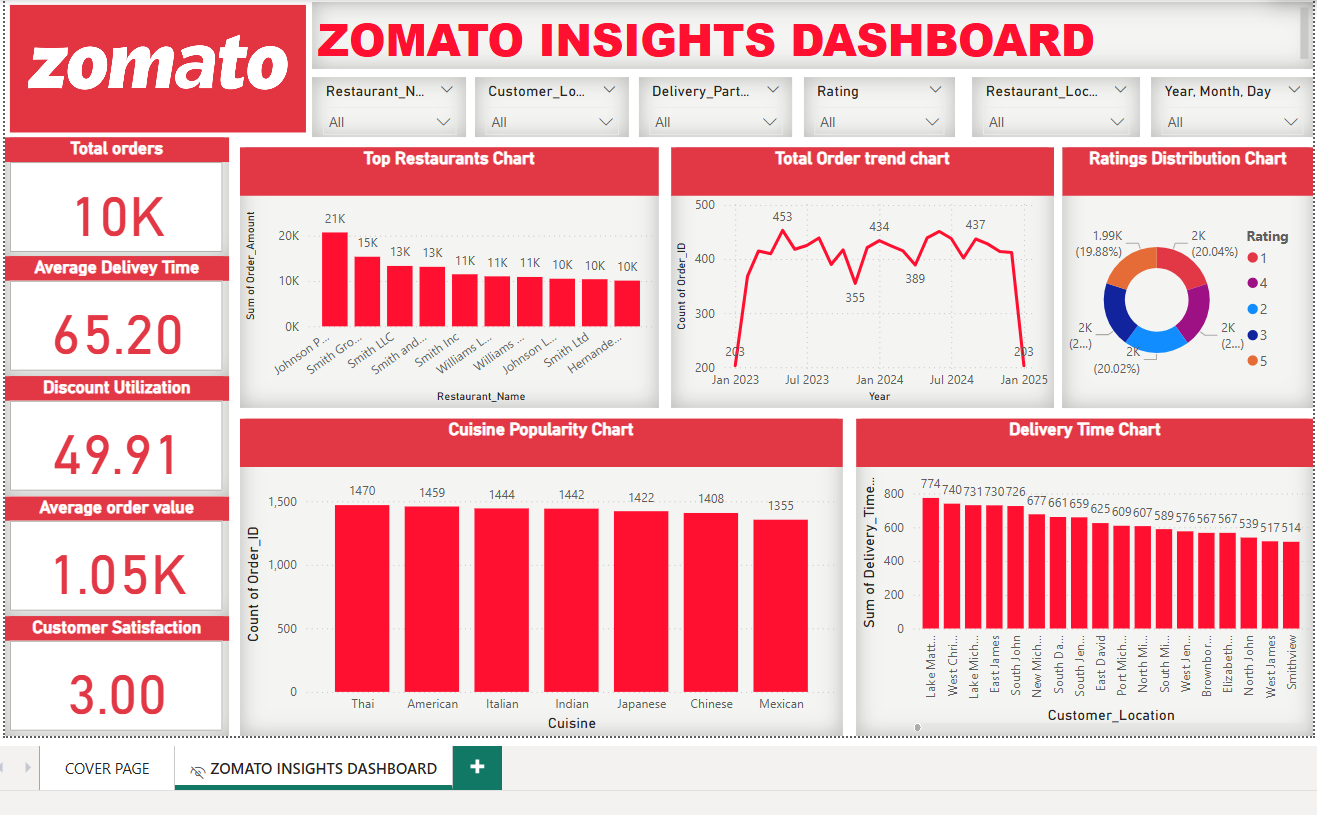 zomato
ZOMATO INSIGHTS DASHBOARD
Restaurant_N...
All
Customer_Lo...
All
Delivery_Part...
All
Rating
All
Restaurant_Loc...
All
Year, Month, Day
All
Total orders
10K
Average Delivey Time
65.20
Discount Utilization
49.91
Average order value
1.05K
Customer Satisfaction
3.00
Top Restaurants Chart
Sum of Order_Amount
20K
10K
0K
21K
15K
13K
13K
11K
11K
11K
10K
10K
10K
Johnson P...
Smith Gro...
Smith LLC
Smith and...
Smith Inc
Williams L...
Williams ...
Johnson L...
Smith Ltd
Hernande...
Restaurant_Name
Total Order trend chart
Count of Order_ID
500
400
300
200
203
453
355
434
389
437
203
Jan 2023
Jul 2023
Jan 2024
Jul 2024
Jan 2025
Year
Ratings Distribution Chart
1.99K
(19.88%)
2K
(20.04%)
2K
(2...)
2K
(2...)
2K
(20.02%)
Rating
1
4
2
3
5
Cuisine Popularity Chart
Count of Order_ID
1,500
1,000
500
0
1470
1459
1444
1442
1422
1408
1355
Thai
American
Italian
Indian
Japanese
Chinese
Mexican
Cuisine
Delivery Time Chart
Sum of Delivery_Time...
800
600
400
200
0
774
740
731
730
726
677
661
659
625
609
607
589
576
567
567
539
517
514
Lake Matt...
West Chri...
Lake Mich...
East James
South John
New Mich...
South Da...
South Jen...
East David
Port Mich...
North Mi...
South Mi...
West Jen...
Brownbor...
Elizabeth...
North John
West James
Smithview
Customer_Location
COVER PAGE
ZOMATO INSIGHTS DASHBOARD
+